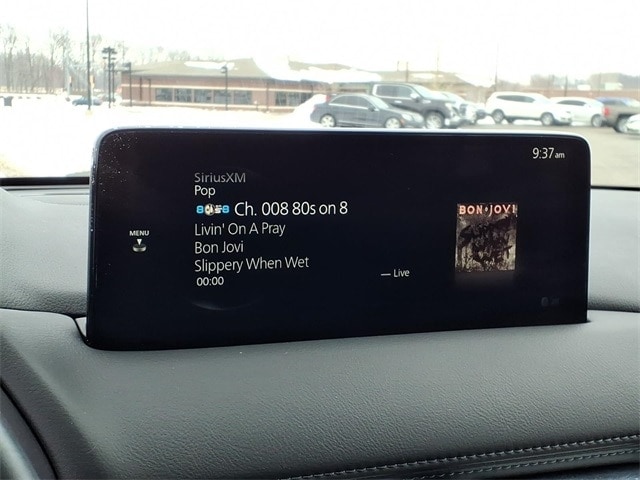 9:37 am
SiriusXM
Pop
Ch. 008 80s on 8
Livin' On A Pray
Bon Jovi
Slippery When Wet
00:00
— Live
MENU
BON JOVI